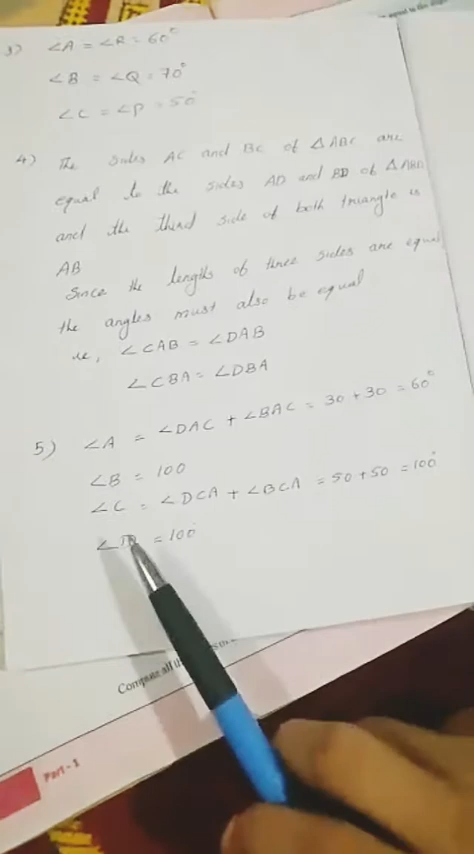 3) ∠A = ∠R = 60°
∠B = ∠Q = 70°
∠C = ∠P = 50°
4) The sides AC and BC of △ABC are
equal to the sides AD and BD of △ABD
and the third side of both triangle is
AB
Since the lengths of three sides are equal
the angles must also be equal
ie, ∠CAB = ∠DAB
∠CBA = ∠DBA
5) ∠A = ∠DAC + ∠BAC = 30 + 30 = 60°
∠B = 100
∠C = ∠DCA + ∠BCA = 50 + 50 = 100°
∠D = 100°
Compute all th
Part - 1